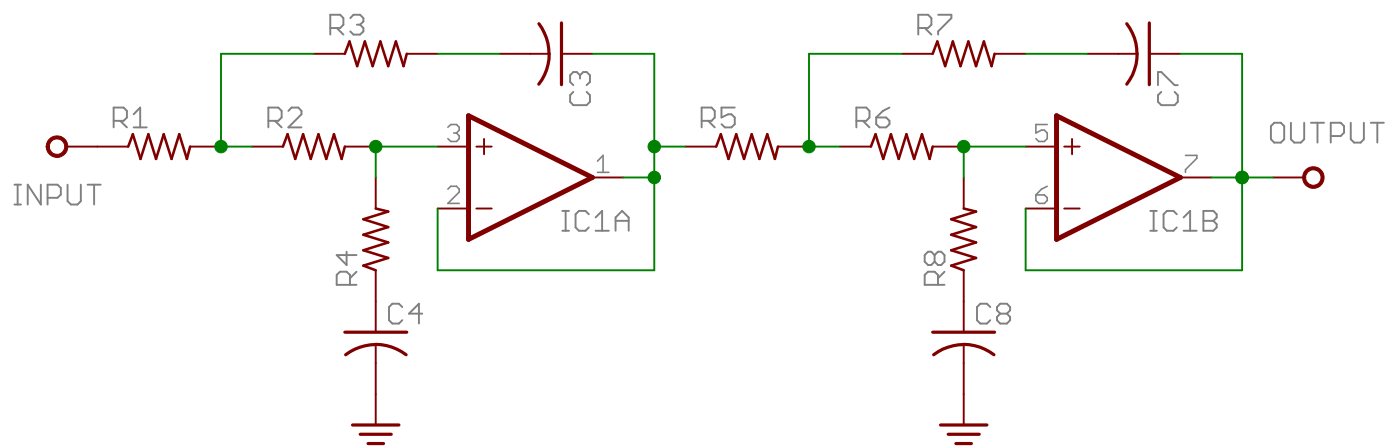 R3
R7
C3
C7
R1
R2
R5
R6
3
1
2
5
7
6
INPUT
OUTPUT
IC1A
IC1B
R4
R8
C4
C8